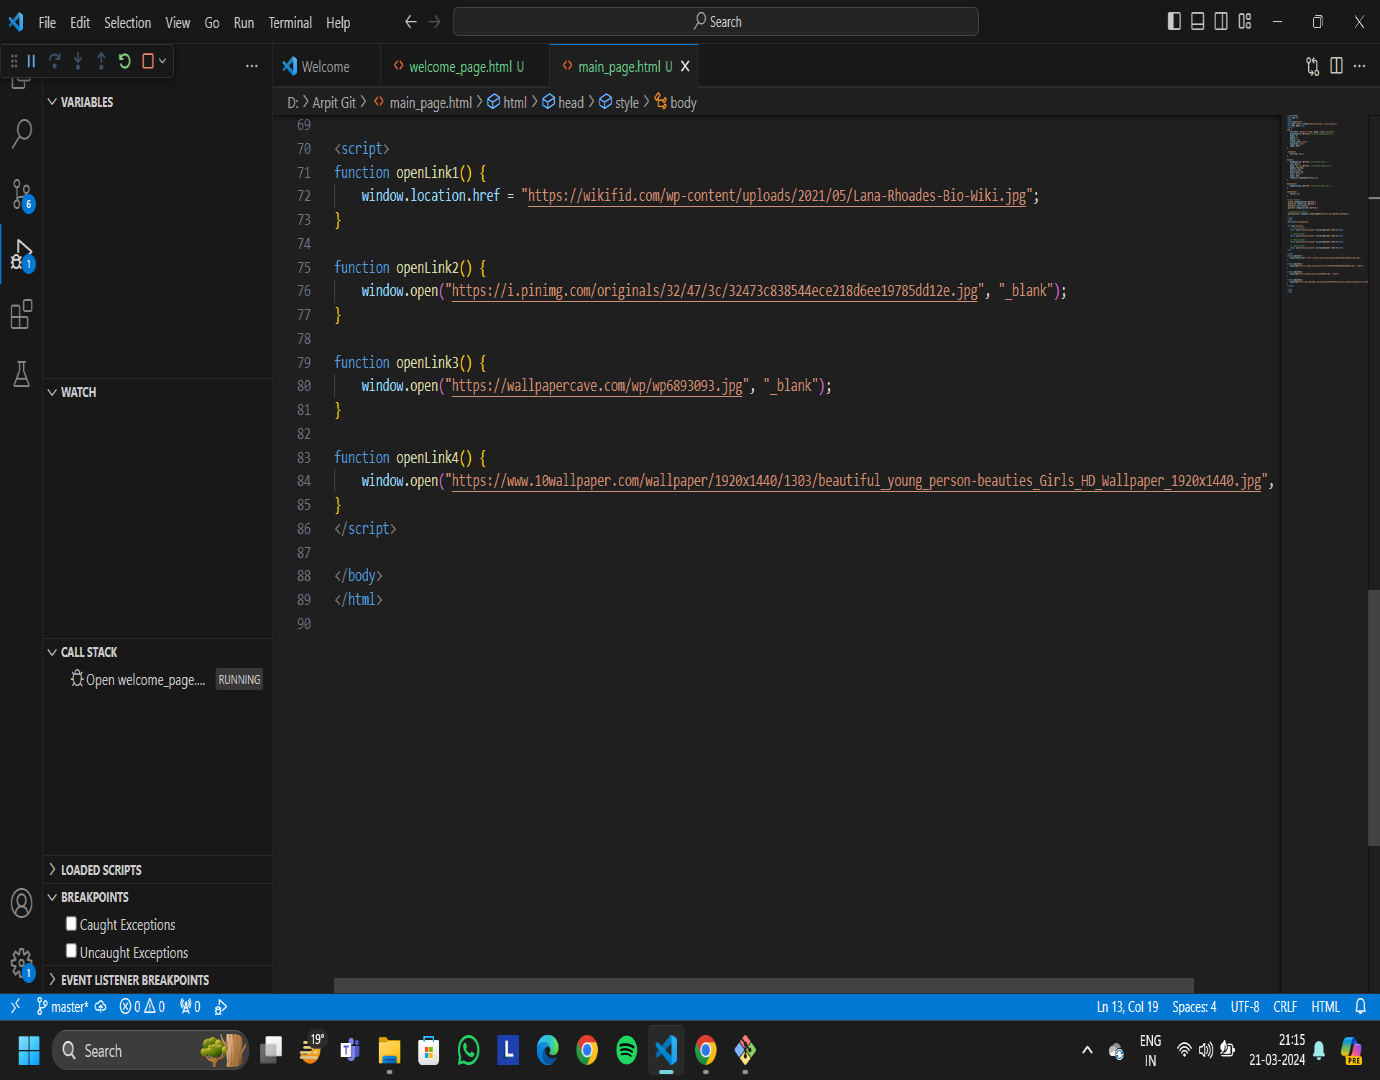 File Edit Selection View Go Run Terminal Help
Search
Welcome
welcome_page.html U
main_page.html U
D: > Arpit Git > main_page.html > html > head > style > body
VARIABLES
WATCH
CALL STACK
Open welcome_page....
RUNNING
LOADED SCRIPTS
BREAKPOINTS
Caught Exceptions
Uncaught Exceptions
EVENT LISTENER BREAKPOINTS
6
1
1
69
70 <script>
71 function openLink1() {
72 window.location.href = "https://wikifid.com/wp-content/uploads/2021/05/Lana-Rhoades-Bio-Wiki.jpg";
73 }
74
75 function openLink2() {
76 window.open("https://i.pinimg.com/originals/32/47/3c/32473c838544ece218d6ee19785dd12e.jpg", "_blank");
77 }
78
79 function openLink3() {
80 window.open("https://wallpapercave.com/wp/wp6893093.jpg", "_blank");
81 }
82
83 function openLink4() {
84 window.open("https://www.10wallpaper.com/wallpaper/1920x1440/1303/beautiful_young_person-beauties_Girls_HD_Wallpaper_1920x1440.jpg",
85 }
86 </script>
87
88 </body>
89 </html>
90
master* 0 0 0
Ln 13, Col 19 Spaces: 4 UTF-8 CRLF HTML
Search
19°
L
ENG
IN
21:15
21-03-2024
PRE